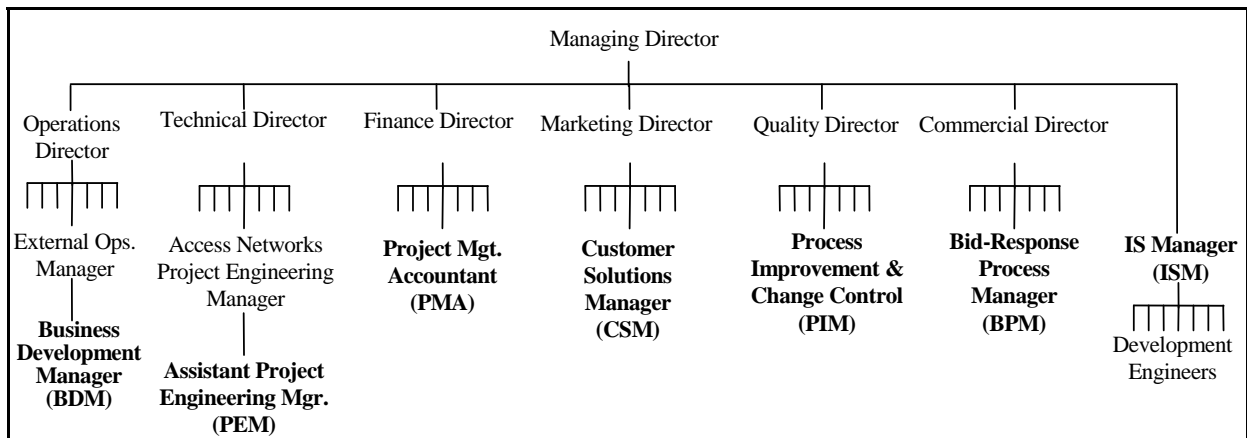 Managing Director
Operations
Director
Technical Director
Finance Director
Marketing Director
Quality Director
Commercial Director
External Ops.
Manager
Access Networks
Project Engineering
Manager
Project Mgt.
Accountant
(PMA)
Customer
Solutions
Manager
(CSM)
Process
Improvement &
Change Control
(PIM)
Bid-Response
Process
Manager
(BPM)
IS Manager
(ISM)
Business
Development
Manager
(BDM)
Assistant Project
Engineering Mgr.
(PEM)
Development
Engineers